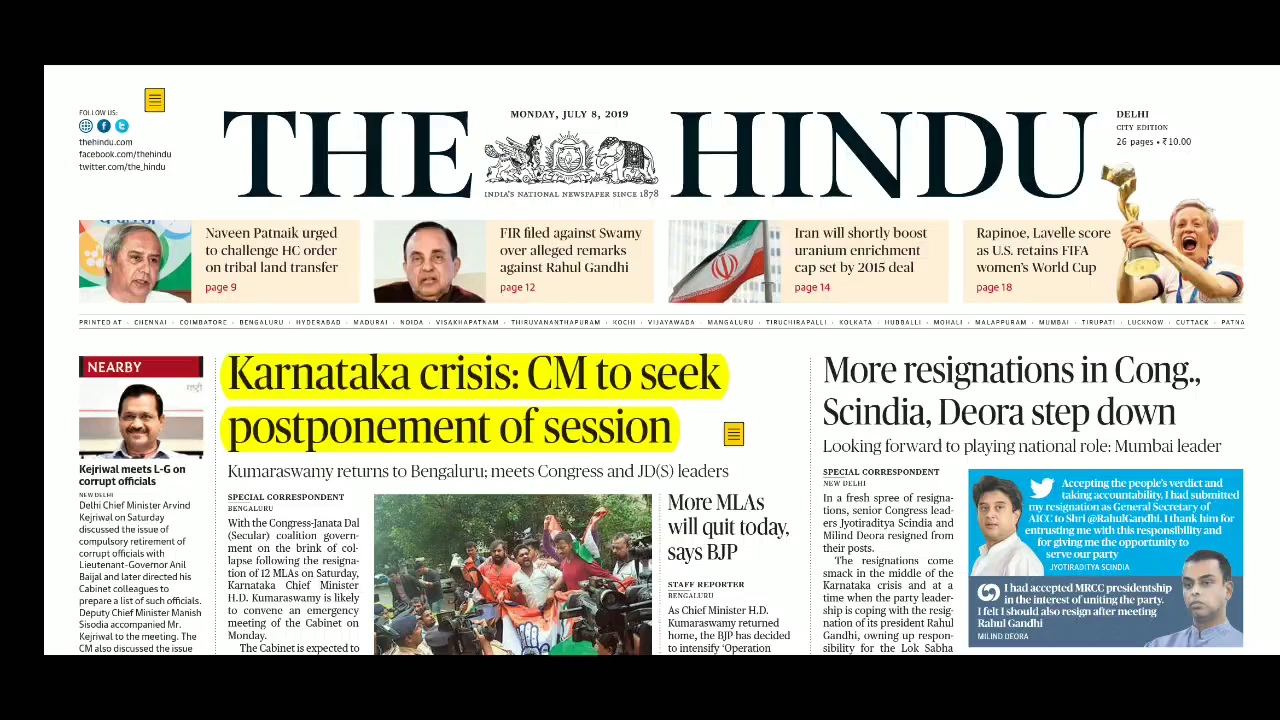 FOLLOW US:
thehindu.com
facebook.com/thehindu
twitter.com/the_hindu
THE HINDU
MONDAY, JULY 8, 2019
INDIA'S NATIONAL NEWSPAPER SINCE 1878
DELHI
CITY EDITION
26 pages • ₹10.00
Naveen Patnaik urged
to challenge HC order
on tribal land transfer
page 9
FIR filed against Swamy
over alleged remarks
against Rahul Gandhi
page 12
Iran will shortly boost
uranium enrichment
cap set by 2015 deal
page 14
Rapinoe, Lavelle score
as U.S. retains FIFA
women's World Cup
page 18
PRINTED AT · CHENNAI · COIMBATORE · BENGALURU · HYDERABAD · MADURAI · NOIDA · VISAKHAPATNAM · THIRUVANANTHAPURAM · KOCHI · VIJAYAWADA · MANGALURU · TIRUCHIRAPALLI · KOLKATA · HUBBALLI · MOHALI · MALAPPURAM · MUMBAI · TIRUPATI · LUCKNOW · CUTTACK · PATNA
NEARBY
Kejriwal meets L-G on
corrupt officials
NEW DELHI
Delhi Chief Minister Arvind
Kejriwal on Saturday
discussed the issue of
compulsory retirement of
corrupt officials with
Lieutenant-Governor Anil
Baijal and later directed his
Cabinet colleagues to
prepare a list of such officials.
Deputy Chief Minister Manish
Sisodia accompanied Mr.
Kejriwal to the meeting. The
CM also discussed the issue
Karnataka crisis: CM to seek
postponement of session
Kumaraswamy returns to Bengaluru; meets Congress and JD(S) leaders
SPECIAL CORRESPONDENT
BENGALURU
With the Congress-Janata Dal
(Secular) coalition govern-
ment on the brink of col-
lapse following the resigna-
tion of 12 MLAs on Saturday,
Karnataka Chief Minister
H.D. Kumaraswamy is likely
to convene an emergency
meeting of the Cabinet on
Monday.
The Cabinet is expected to
More MLAs
will quit today,
says BJP
STAFF REPORTER
BENGALURU
As Chief Minister H.D.
Kumaraswamy returned
home, the BJP has decided
to intensify 'Operation
More resignations in Cong.,
Scindia, Deora step down
Looking forward to playing national role: Mumbai leader
SPECIAL CORRESPONDENT
NEW DELHI
In a fresh spree of resigna-
tions, senior Congress lead-
ers Jyotiraditya Scindia and
Milind Deora resigned from
their posts.
The resignations come
smack in the middle of the
Karnataka crisis and at a
time when the party leader-
ship is coping with the resig-
nation of its president Rahul
Gandhi, owning up respon-
sibility for the Lok Sabha
Accepting the people's verdict and
taking accountability. I had submitted
my resignation as General Secretary of
AICC to Shri @RahulGandhi. I thank him for
entrusting me with this responsibility and
for giving me the opportunity to
serve our party
JYOTIRADITYA SCINDIA
I had accepted MRCC presidentship
in the interest of uniting the party.
I felt I should also resign after meeting
Rahul Gandhi
MILIND DEORA